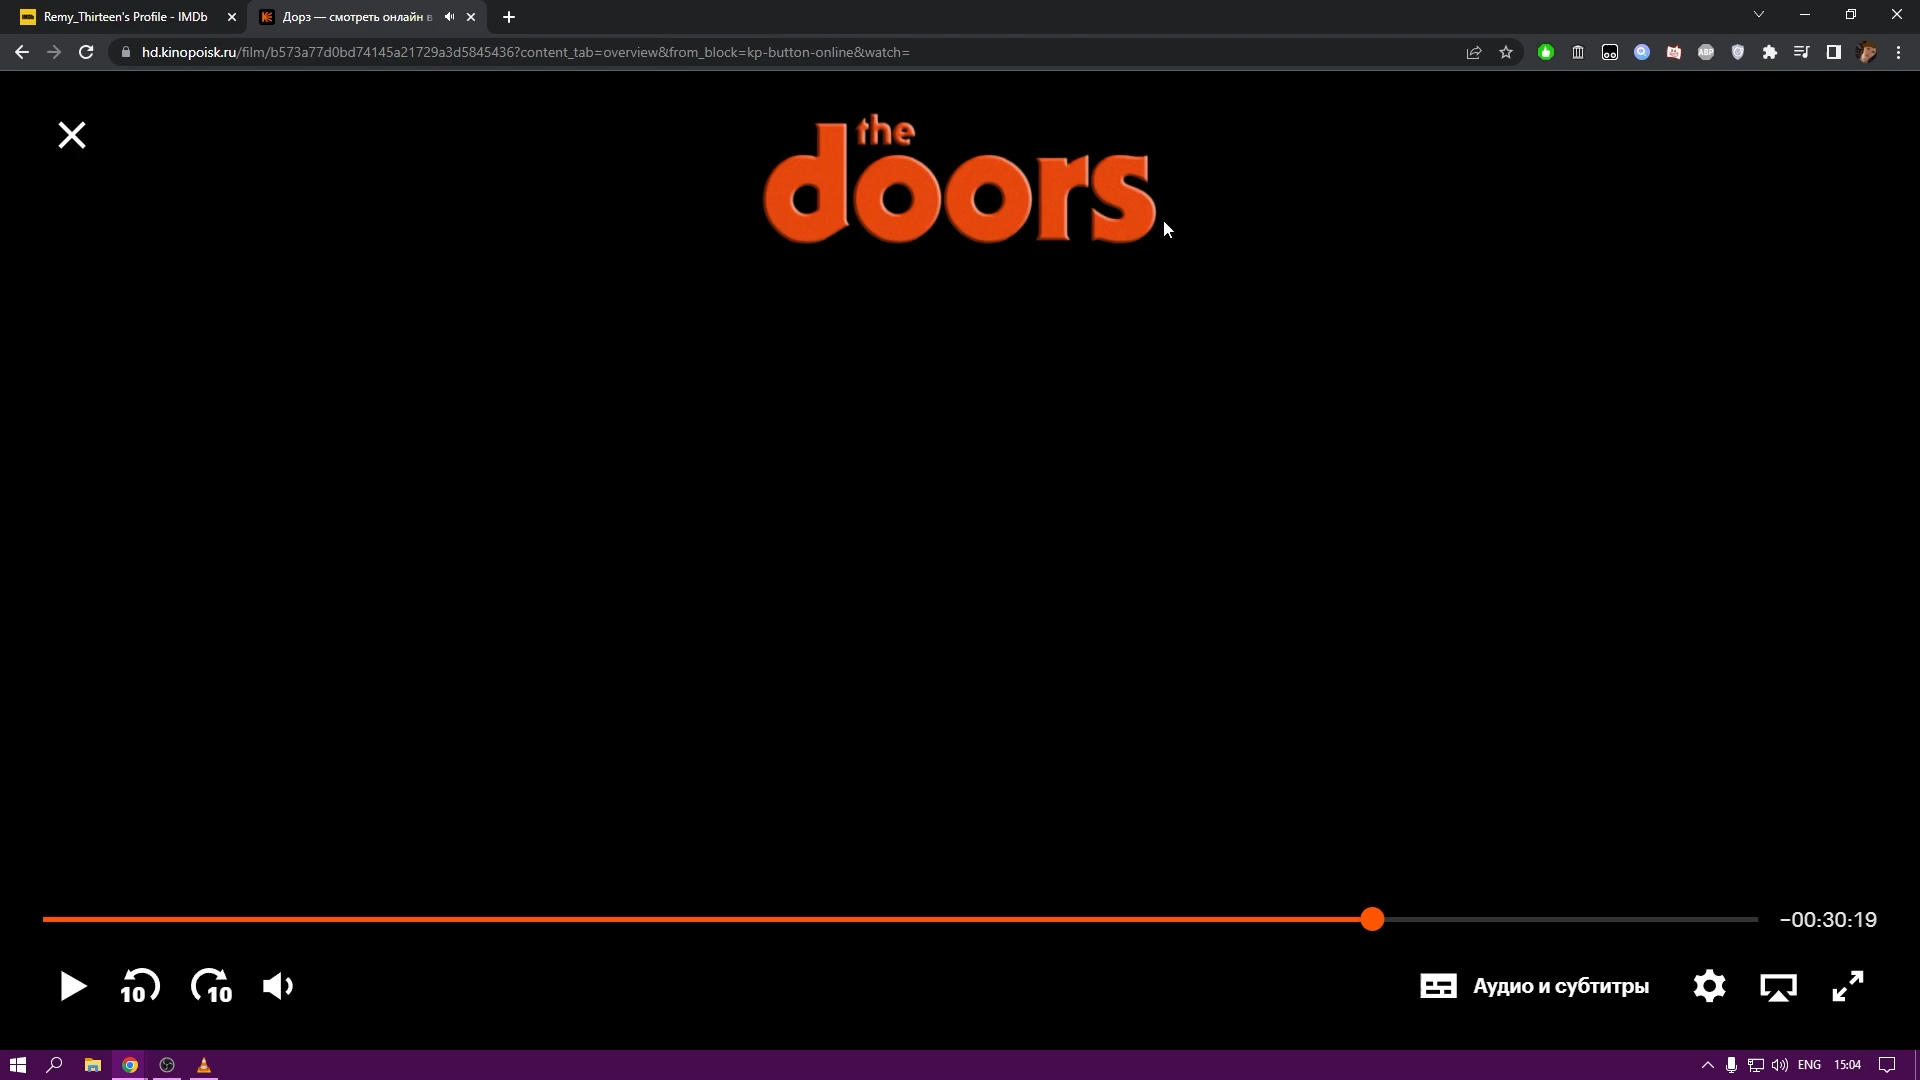 Remy_Thirteen's Profile - IMDb
Дорз — смотреть онлайн в
hd.kinopoisk.ru/film/b573a77d0bd74145a21729a3d5845436?content_tab=overview&from_block=kp-button-online&watch=
ABP
the
doors
-00:30:19
10
10
Аудио и субтитры
ENG
15:04